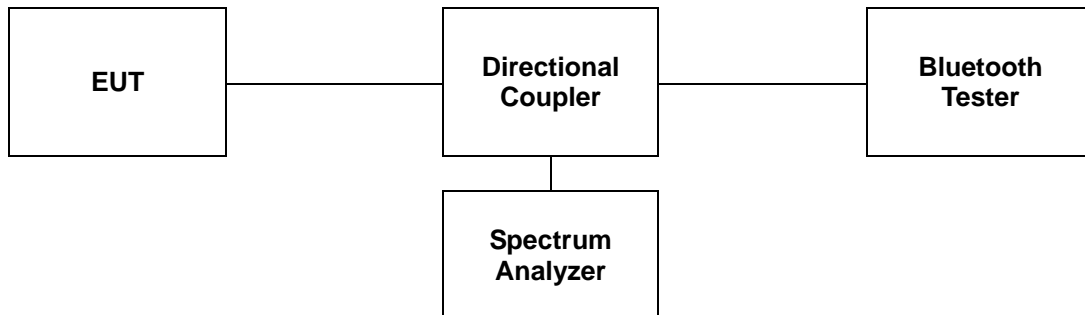 EUT
Directional
Coupler
Bluetooth
Tester
Spectrum
Analyzer